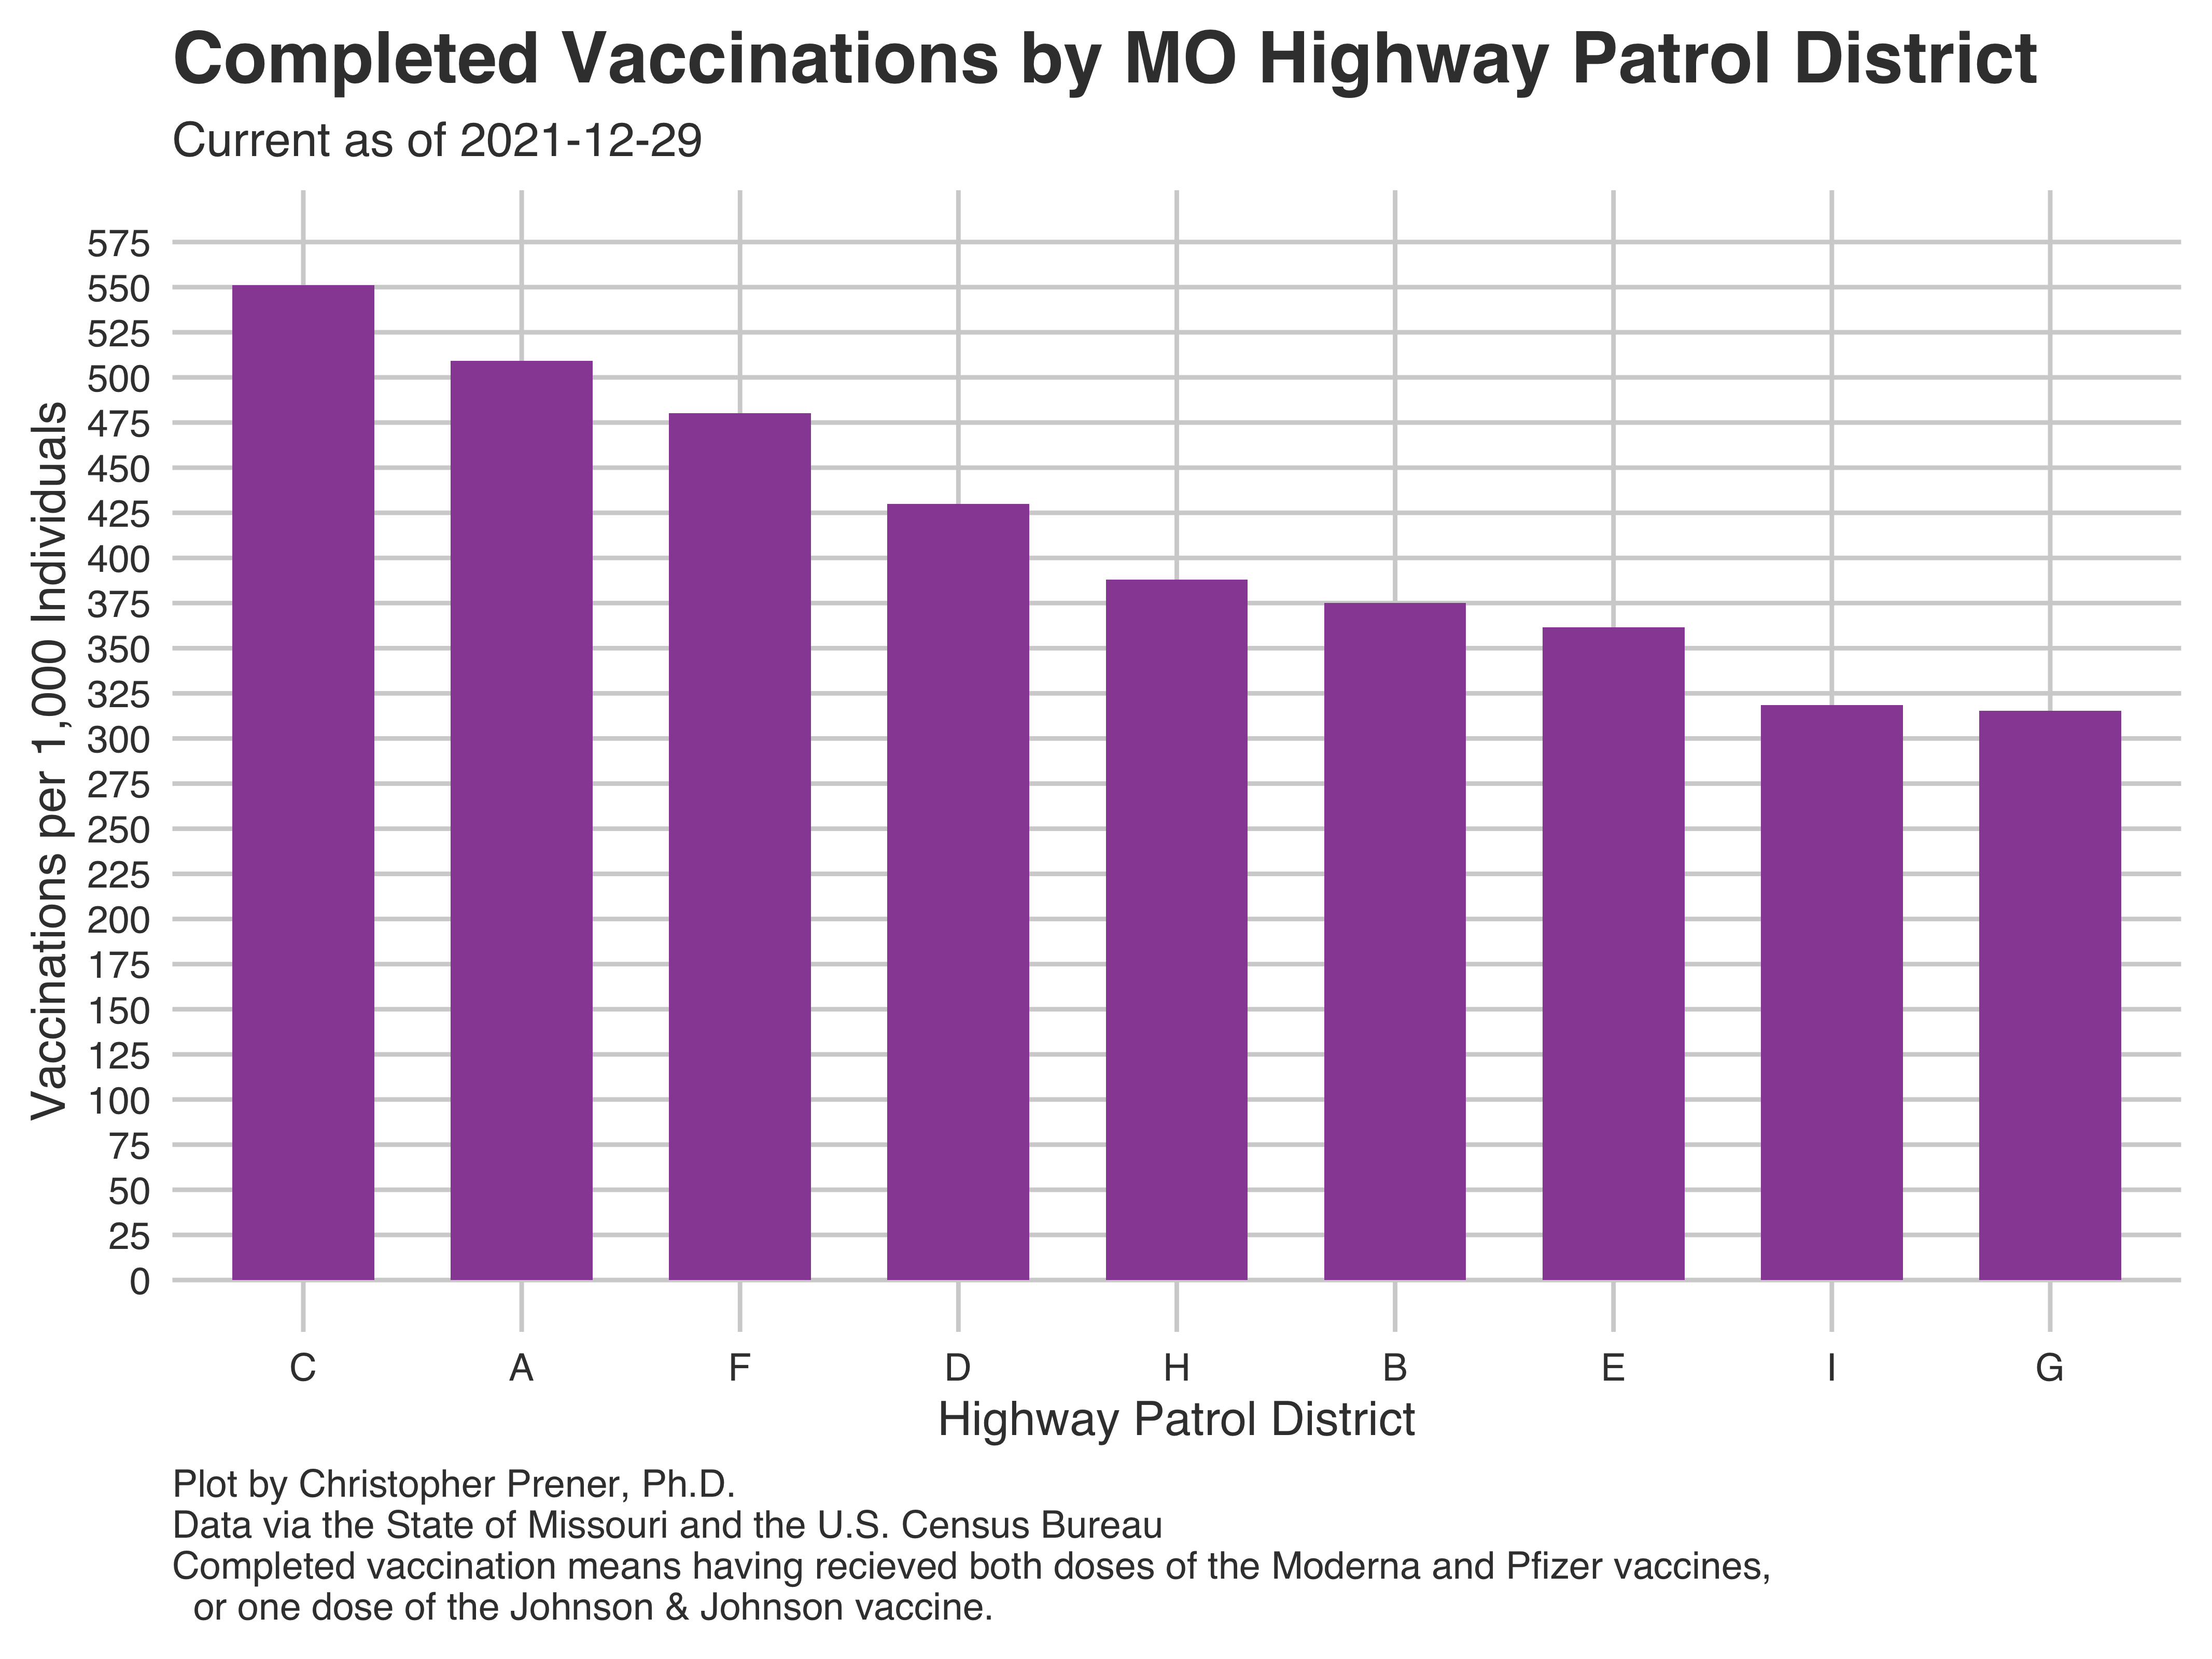 Completed Vaccinations by MO Highway Patrol District
Current as of 2021-12-29
Vaccinations per 1,000 Individuals
575
550
525
500
475
450
425
400
375
350
325
300
275
250
225
200
175
150
125
100
75
50
25
0
C A F D H B E I G
Highway Patrol District
Plot by Christopher Prener, Ph.D.
Data via the State of Missouri and the U.S. Census Bureau
Completed vaccination means having recieved both doses of the Moderna and Pfizer vaccines,
or one dose of the Johnson & Johnson vaccine.